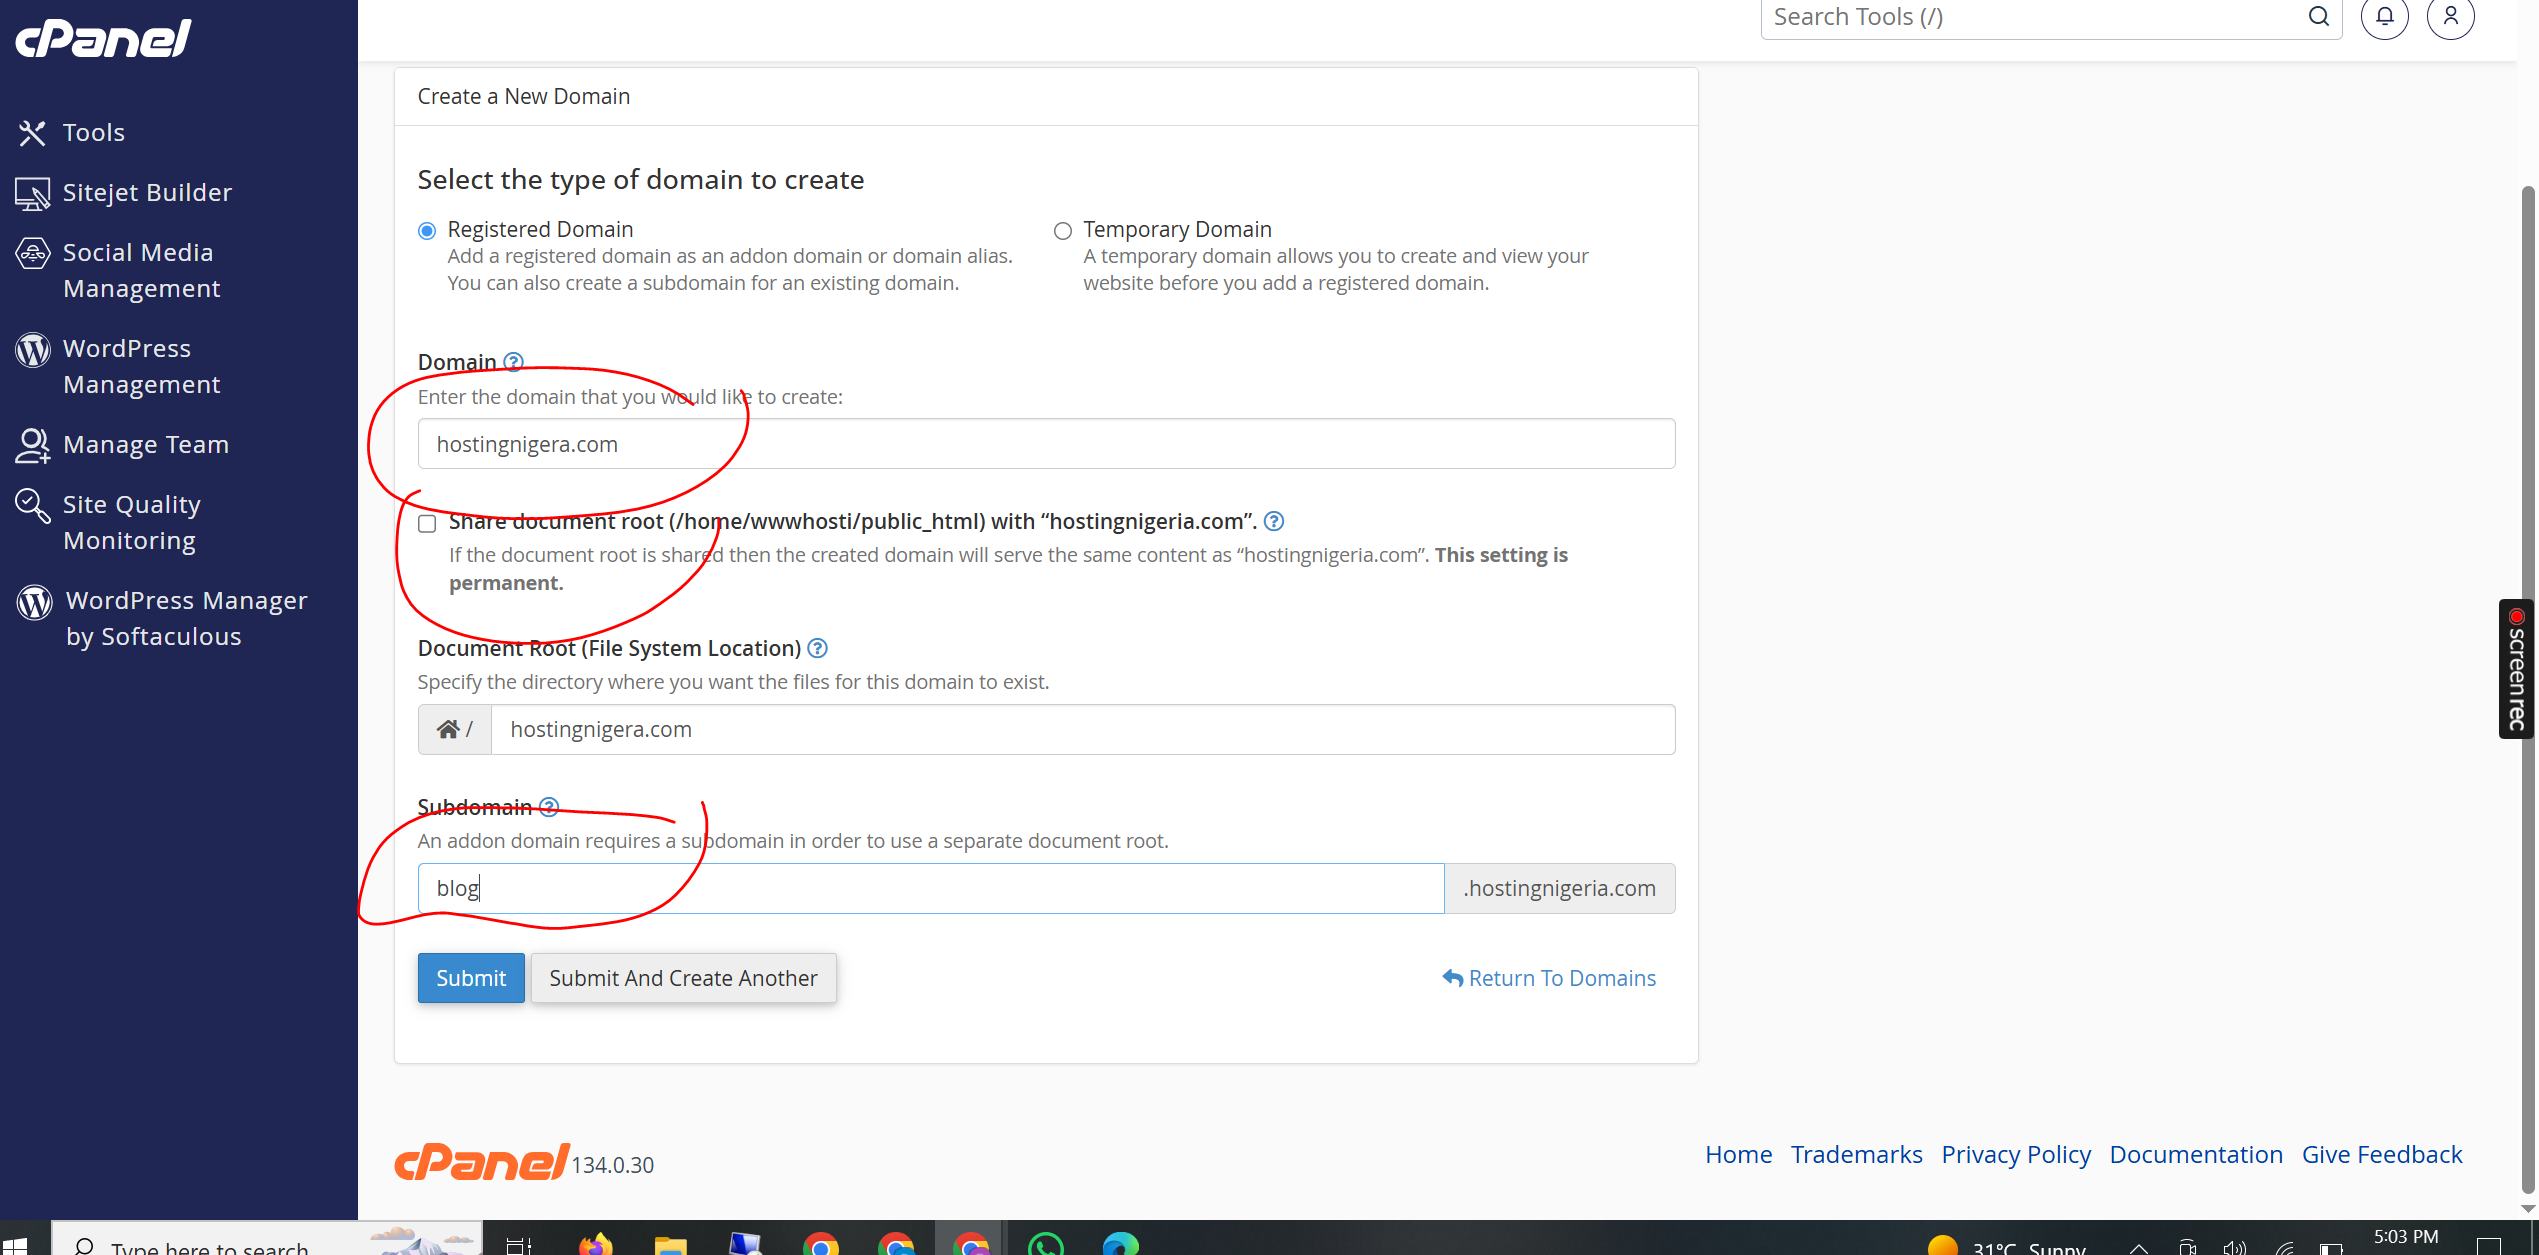 cPanel
Search Tools (/)
Tools
Sitejet Builder
Social Media
Management
WordPress
Management
Manage Team
Site Quality
Monitoring
WordPress Manager
by Softaculous
Create a New Domain
Select the type of domain to create
Registered Domain
Add a registered domain as an addon domain or domain alias.
You can also create a subdomain for an existing domain.
Temporary Domain
A temporary domain allows you to create and view your
website before you add a registered domain.
Domain
Enter the domain that you would like to create:
hostingnigera.com
Share document root (/home/wwwhosti/public_html) with “hostingnigeria.com”.
If the document root is shared then the created domain will serve the same content as “hostingnigeria.com”. This setting is
permanent.
Document Root (File System Location)
Specify the directory where you want the files for this domain to exist.
/ hostingnigera.com
Subdomain
An addon domain requires a subdomain in order to use a separate document root.
blog .hostingnigeria.com
Submit Submit And Create Another Return To Domains
screenrec
cPanel 134.0.30
Home Trademarks Privacy Policy Documentation Give Feedback
Type here to search
31°C Sunny
5:03 PM